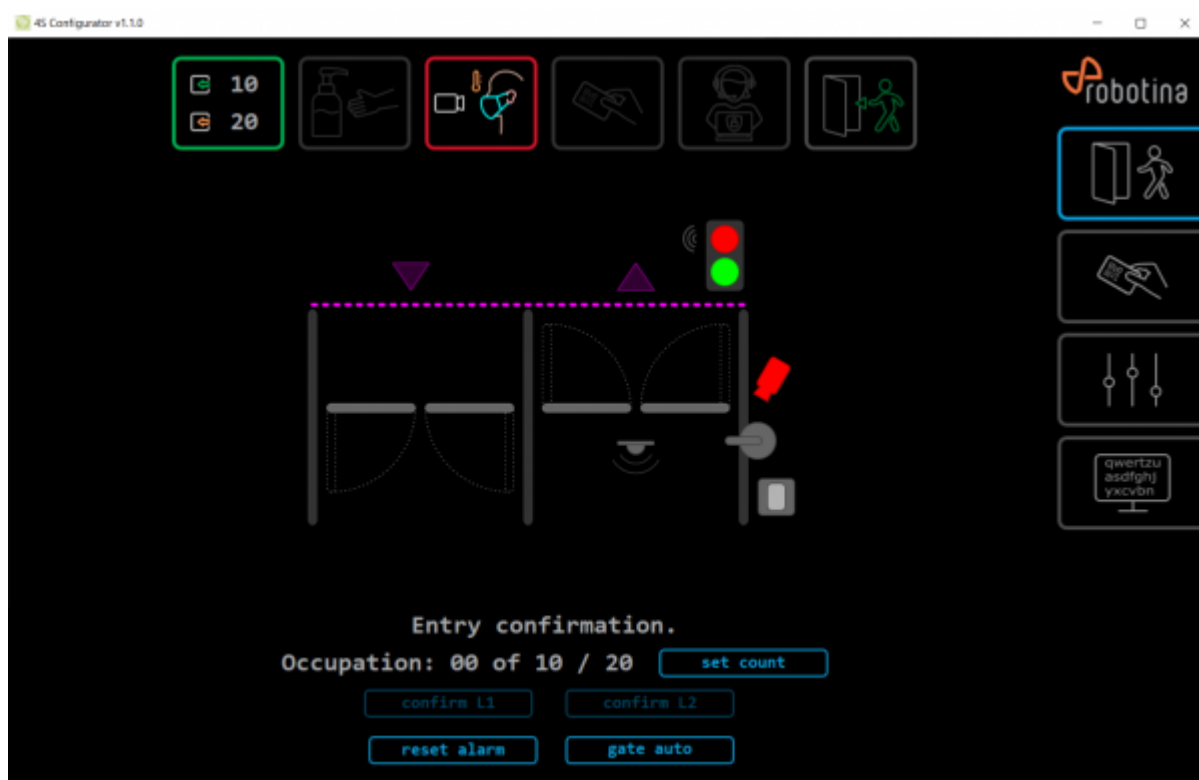 4S Configurator v1.1.0
10
20
robotina
qwertzu
asdfghj
yxcvbn
Entry confirmation.
Occupation: 00 of 10 / 20 set count
confirm L1 confirm L2
reset alarm gate auto